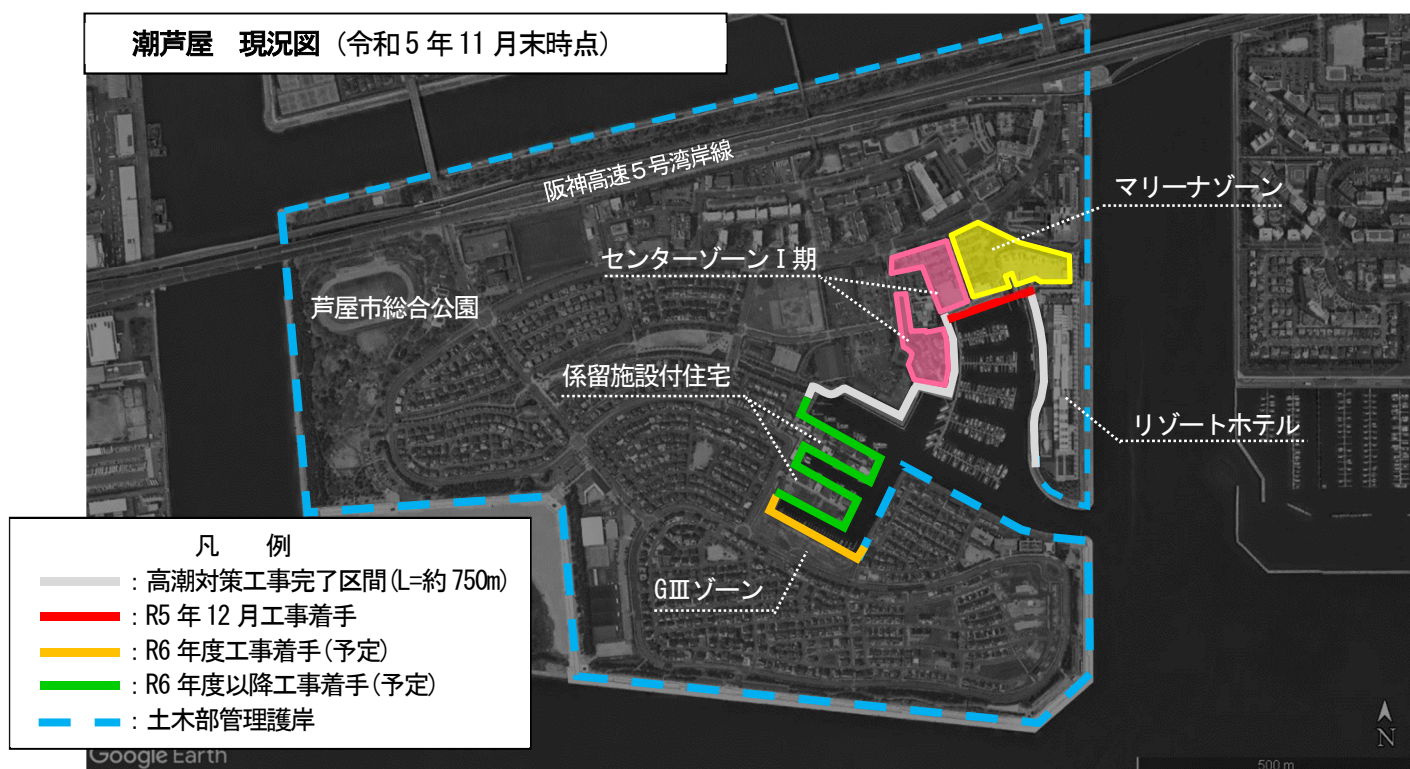 潮芦屋 現況図（令和5年11月末時点）
阪神高速５号湾岸線
マリーナゾーン
センターゾーンⅠ期
芦屋市総合公園
係留施設付住宅
リゾートホテル
GⅢゾーン
凡 例
：高潮対策工事完了区間(L=約750m)
：R5年12月工事着手
：R6年度工事着手(予定)
：R6年度以降工事着手(予定)
：土木部管理護岸
Google Earth
N
500 m